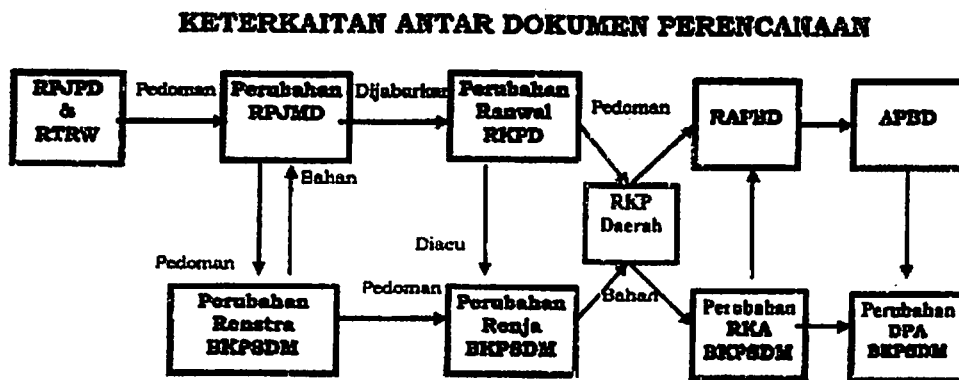 KETERKAITAN ANTAR DOKUMEN PERENCANAAN
RPJPD
&
RTRW
Pedoman
Perubahan
RPJMD
Dijabarkan
Perubahan
Ranwal
RKPD
Pedoman
RAPBD
APBD
Bahan
RKP
Daerah
Pedoman
Diacu
Pedoman
Bahan
Perubahan
Renstra
BKPSDM
Perubahan
Renja
BKPSDM
Perubahan
RKA
BKPSDM
Perubahan
DPA
BKPSDM